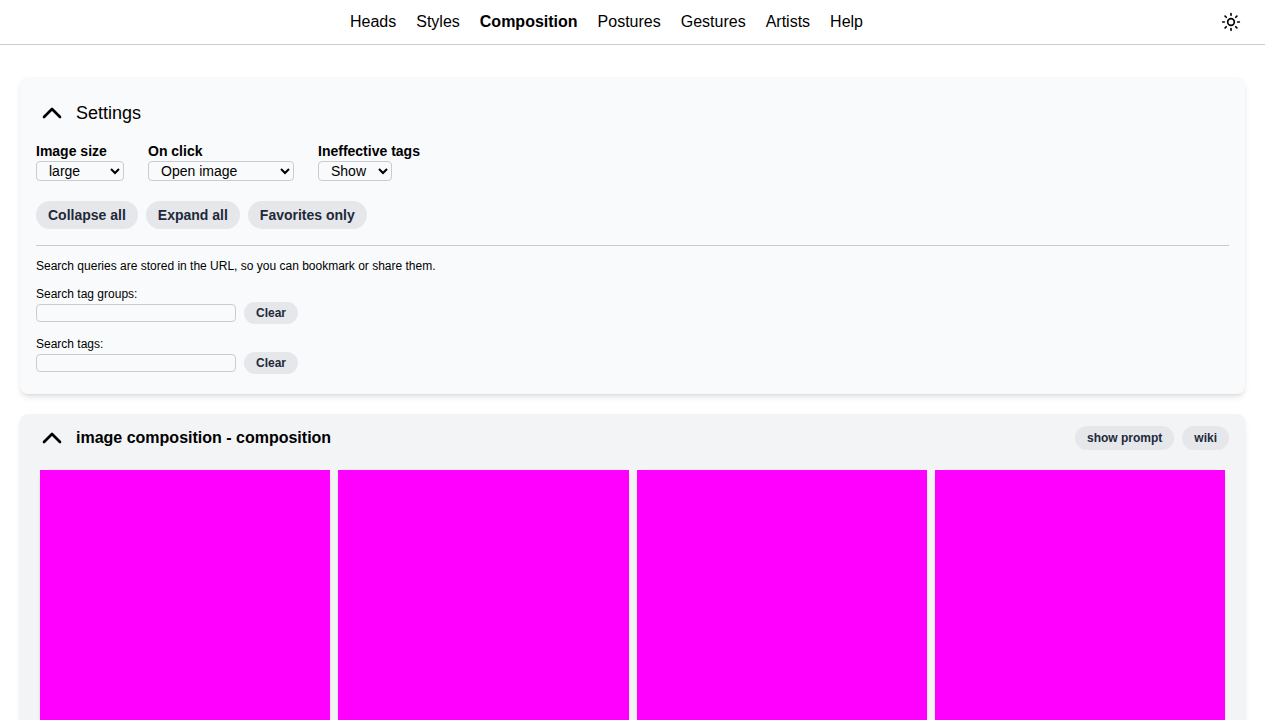 Heads Styles Composition Postures Gestures Artists Help
Settings
Image size On click Ineffective tags
large Open image Show
Collapse all Expand all Favorites only
Search queries are stored in the URL, so you can bookmark or share them.
Search tag groups:
Clear
Search tags:
Clear
image composition - composition show prompt wiki